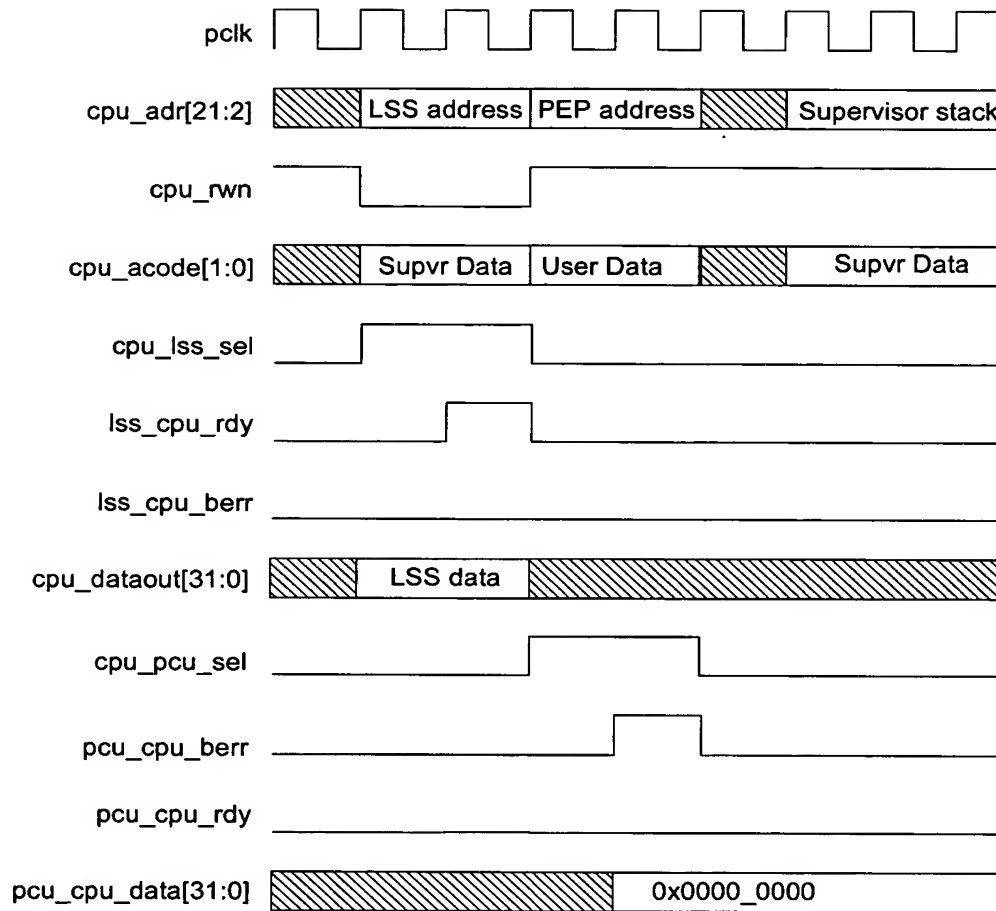 pclk
cpu_adr[21:2] LSS address PEP address Supervisor stack
cpu_rwn
cpu_acode[1:0] Supvr Data User Data Supvr Data
cpu_lss_sel
lss_cpu_rdy
lss_cpu_berr
cpu_dataout[31:0] LSS data
cpu_pcu_sel
pcu_cpu_berr
pcu_cpu_rdy
pcu_cpu_data[31:0] 0x0000_0000